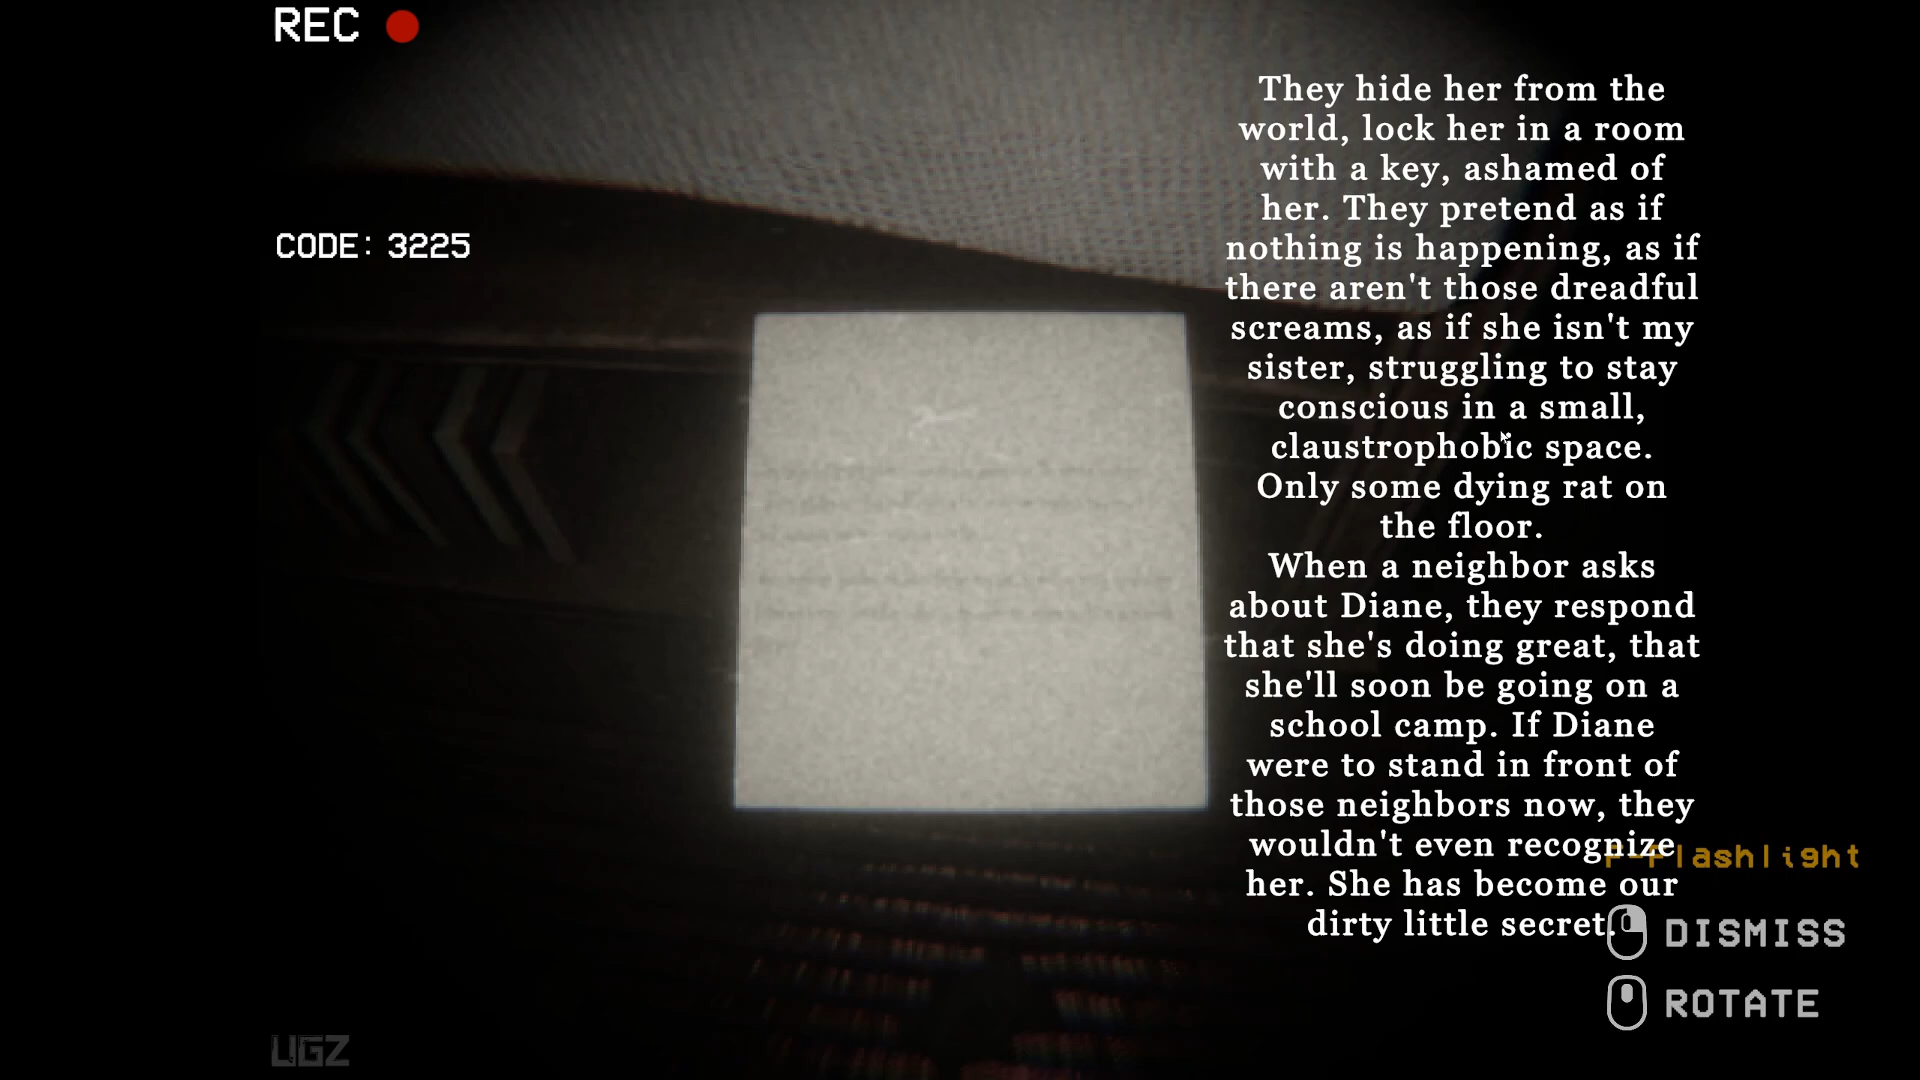 REC
CODE: 3225
They hide her from the
world, lock her in a room
with a key, ashamed of
her. They pretend as if
nothing is happening, as if
there aren't those dreadful
screams, as if she isn't my
sister, struggling to stay
conscious in a small,
claustrophobic space.
Only some dying rat on
the floor.
When a neighbor asks
about Diane, they respond
that she's doing great, that
she'll soon be going on a
school camp. If Diane
were to stand in front of
those neighbors now, they
wouldn't even recognize
her. She has become our
dirty little secret.
F-Flashlight
DISMISS
ROTATE
UGZ